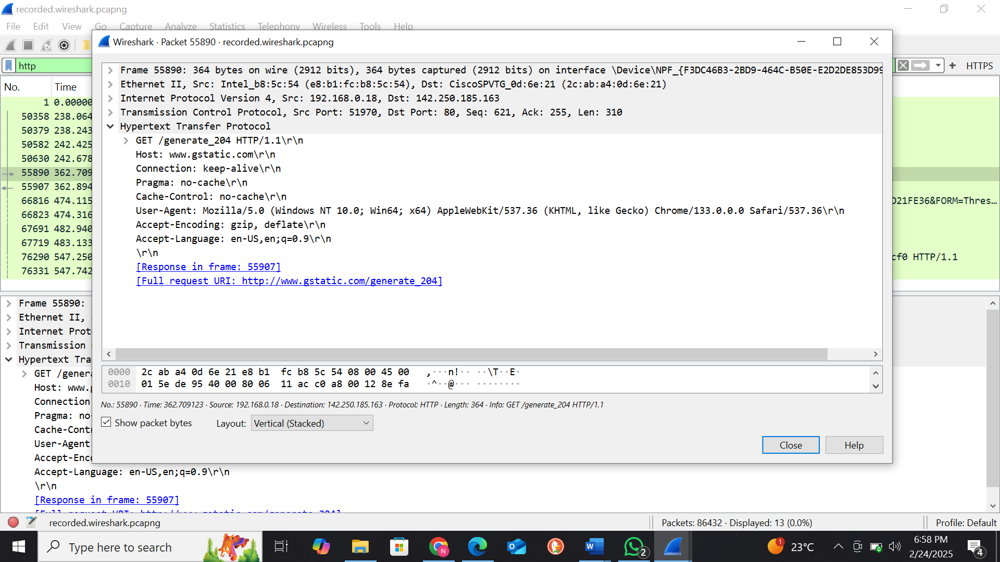 recorded.wireshark.pcapng
File Edit View Go Capture Analyze Statistics Telephony Wireless Tools Help
Wireshark · Packet 55890 · recorded.wireshark.pcapng
http
HTTPS
No. Time
1 0.00000
50358 238.064
50379 238.243
50582 242.425
50630 242.678
55890 362.709
55907 362.894
66816 474.115
D21FE36&FORM=Thres…
66823 474.316
67691 482.940
67719 483.133
76290 547.250
cf0 HTTP/1.1
76331 547.742
Frame 55890: 364 bytes on wire (2912 bits), 364 bytes captured (2912 bits) on interface \Device\NPF_{F3DC46B3-2BD9-464C-B50E-E2D2DE853D99
Ethernet II, Src: Intel_b8:5c:54 (e8:b1:fc:b8:5c:54), Dst: CiscoSPVTG_0d:6e:21 (2c:ab:a4:0d:6e:21)
Internet Protocol Version 4, Src: 192.168.0.18, Dst: 142.250.185.163
Transmission Control Protocol, Src Port: 51970, Dst Port: 80, Seq: 621, Ack: 255, Len: 310
Hypertext Transfer Protocol
GET /generate_204 HTTP/1.1\r\n
Host: www.gstatic.com\r\n
Connection: keep-alive\r\n
Pragma: no-cache\r\n
Cache-Control: no-cache\r\n
User-Agent: Mozilla/5.0 (Windows NT 10.0; Win64; x64) AppleWebKit/537.36 (KHTML, like Gecko) Chrome/133.0.0.0 Safari/537.36\r\n
Accept-Encoding: gzip, deflate\r\n
Accept-Language: en-US,en;q=0.9\r\n
\r\n
[Response in frame: 55907]
[Full request URI: http://www.gstatic.com/generate_204]
0000 2c ab a4 0d 6e 21 e8 b1 fc b8 5c 54 08 00 45 00 ,···n!·· ··\T··E·
0010 01 5e de 95 40 00 80 06 11 ac c0 a8 00 12 8e fa ·^··@··· ········
No.: 55890 · Time: 362.709123 · Source: 192.168.0.18 · Destination: 142.250.185.163 · Protocol: HTTP · Length: 364 · Info: GET /generate_204 HTTP/1.1
Show packet bytes Layout: Vertical (Stacked)
Close Help
Frame 55890:
Ethernet II,
Internet Prot
Transmission
Hypertext Tra
GET /genera
Host: www.
Connection
Pragma: no
Cache-Contr
User-Agent
Accept-Enco
Accept-Language: en-US,en;q=0.9\r\n
\r\n
[Response in frame: 55907]
[Full request URI: http://www.gstatic.com/generate_204]
recorded.wireshark.pcapng
Packets: 86432 · Displayed: 13 (0.0%)
Profile: Default
Type here to search
N
W
2
1
23°C
6:58 PM
2/24/2025
4